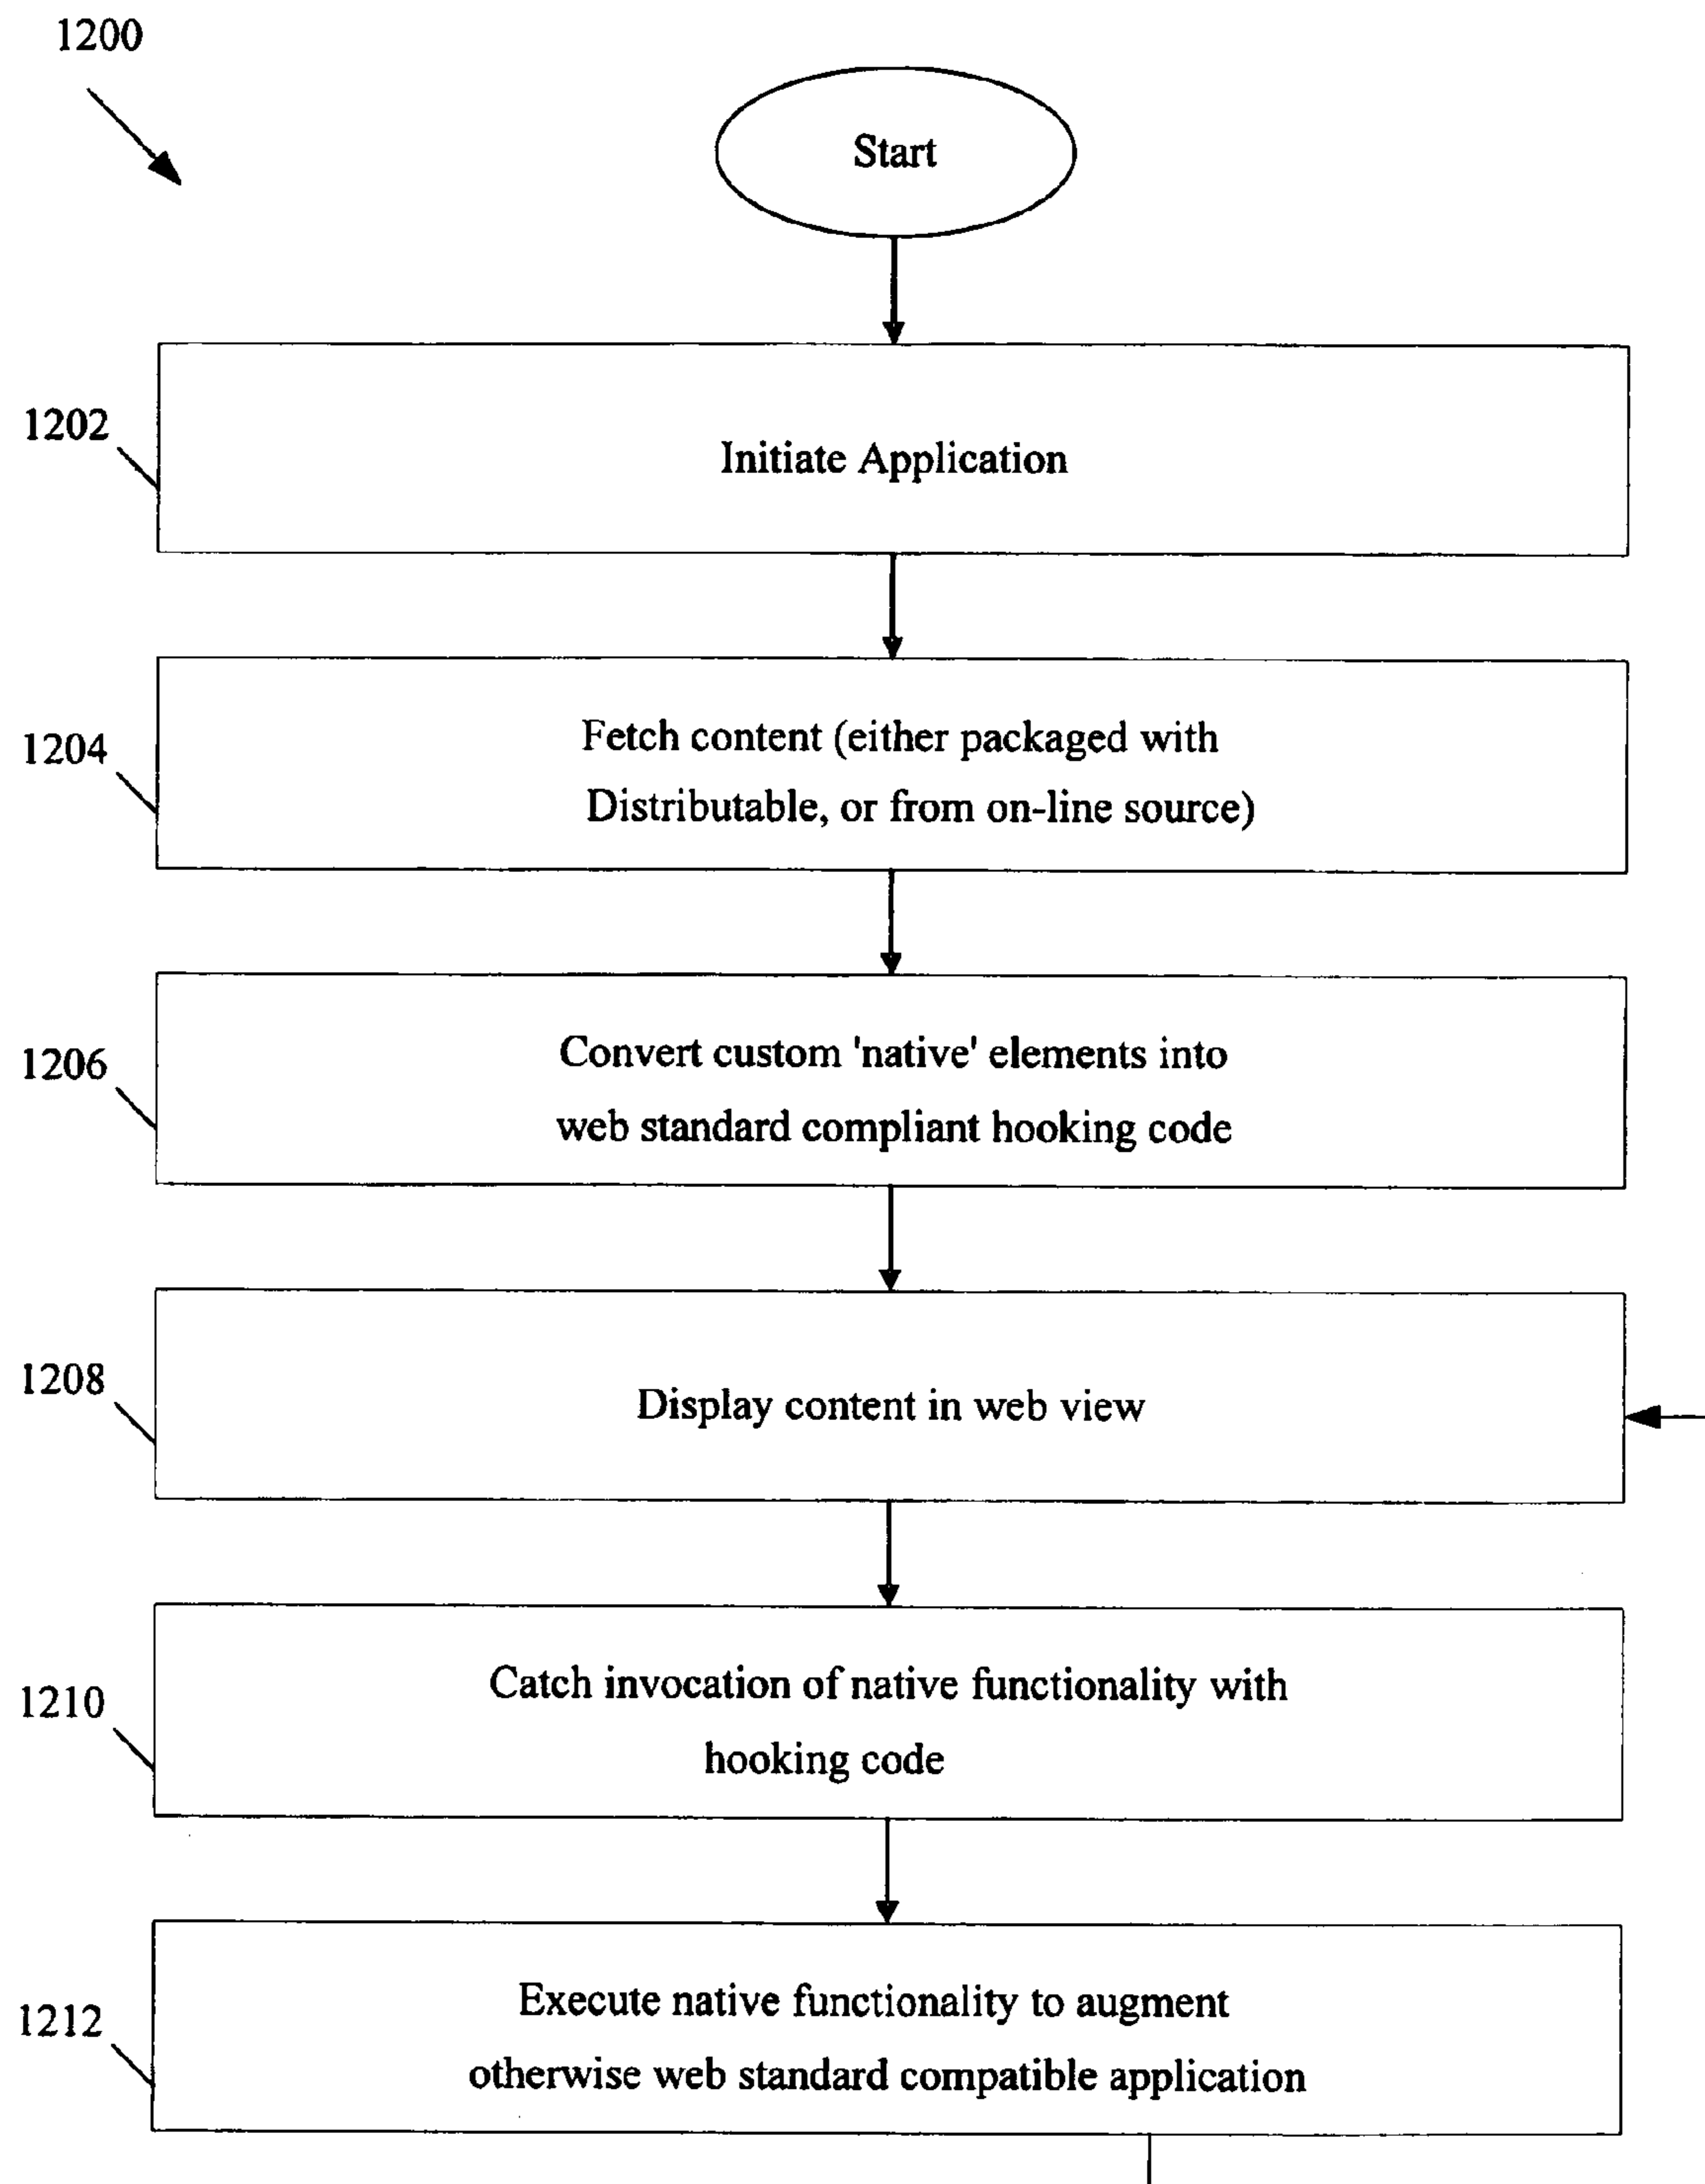 1200
Start
1202
Initiate Application
1204
Fetch content (either packaged with
Distributable, or from on-line source)
1206
Convert custom 'native' elements into
web standard compliant hooking code
1208
Display content in web view
1210
Catch invocation of native functionality with
hooking code
1212
Execute native functionality to augment
otherwise web standard compatible application